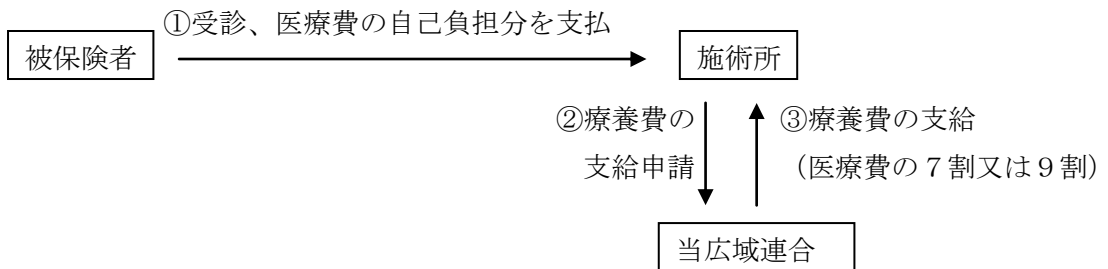 ①受診、医療費の自己負担分を支払
被保険者
施術所
②療養費の
支給申請
③療養費の支給
（医療費の７割又は９割）
当広域連合